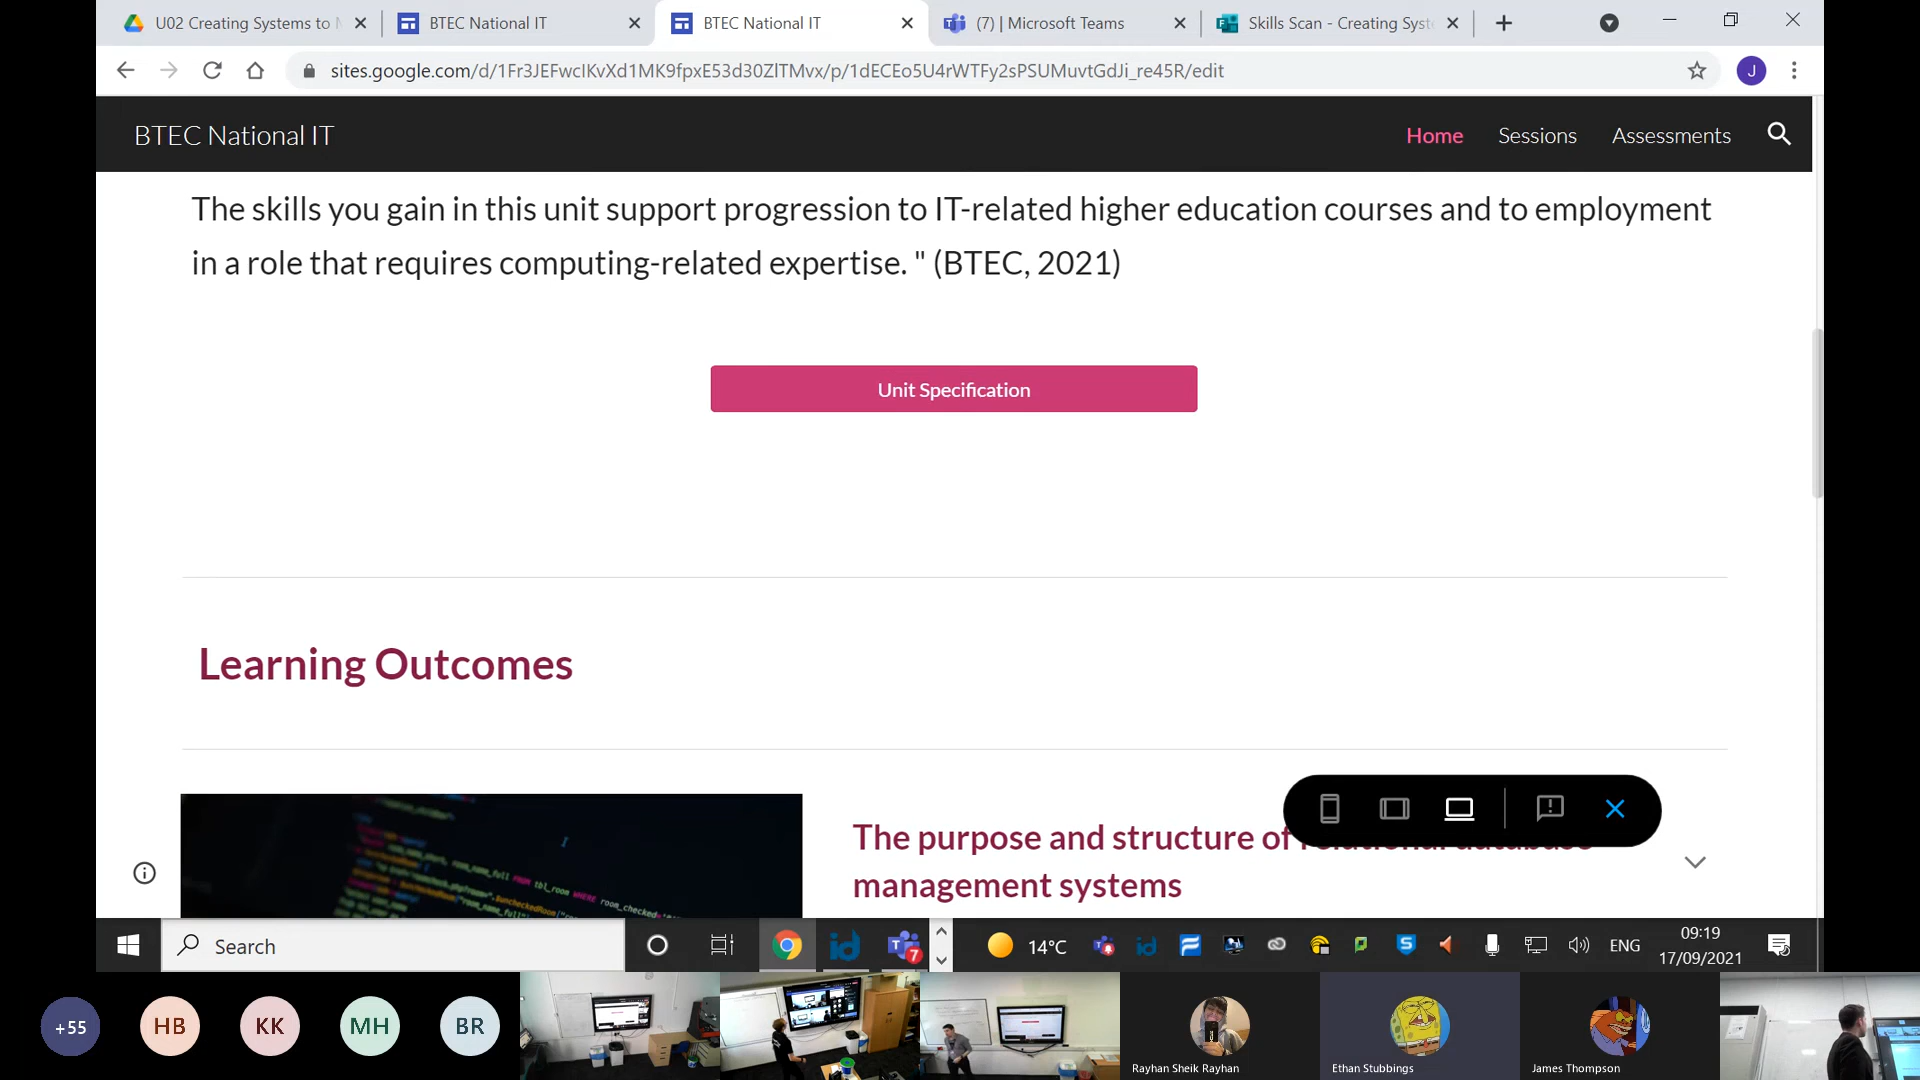 U02 Creating Systems to
BTEC National IT
BTEC National IT
(7) | Microsoft Teams
Skills Scan - Creating Syst
sites.google.com/d/1Fr3JEFwcIKvXd1MK9fpxE53d30ZlTMvx/p/1dECEo5U4rWTFy2sPSUMuvtGdJi_re45R/edit
J
BTEC National IT
Home
Sessions
Assessments
The skills you gain in this unit support progression to IT-related higher education courses and to employment
in a role that requires computing-related expertise. " (BTEC, 2021)
Unit Specification
Learning Outcomes
The purpose and structure of relational database
management systems
Search
14°C
ENG
09:19
17/09/2021
+55
HB
KK
MH
BR
Rayhan Sheik Rayhan
Ethan Stubbings
James Thompson